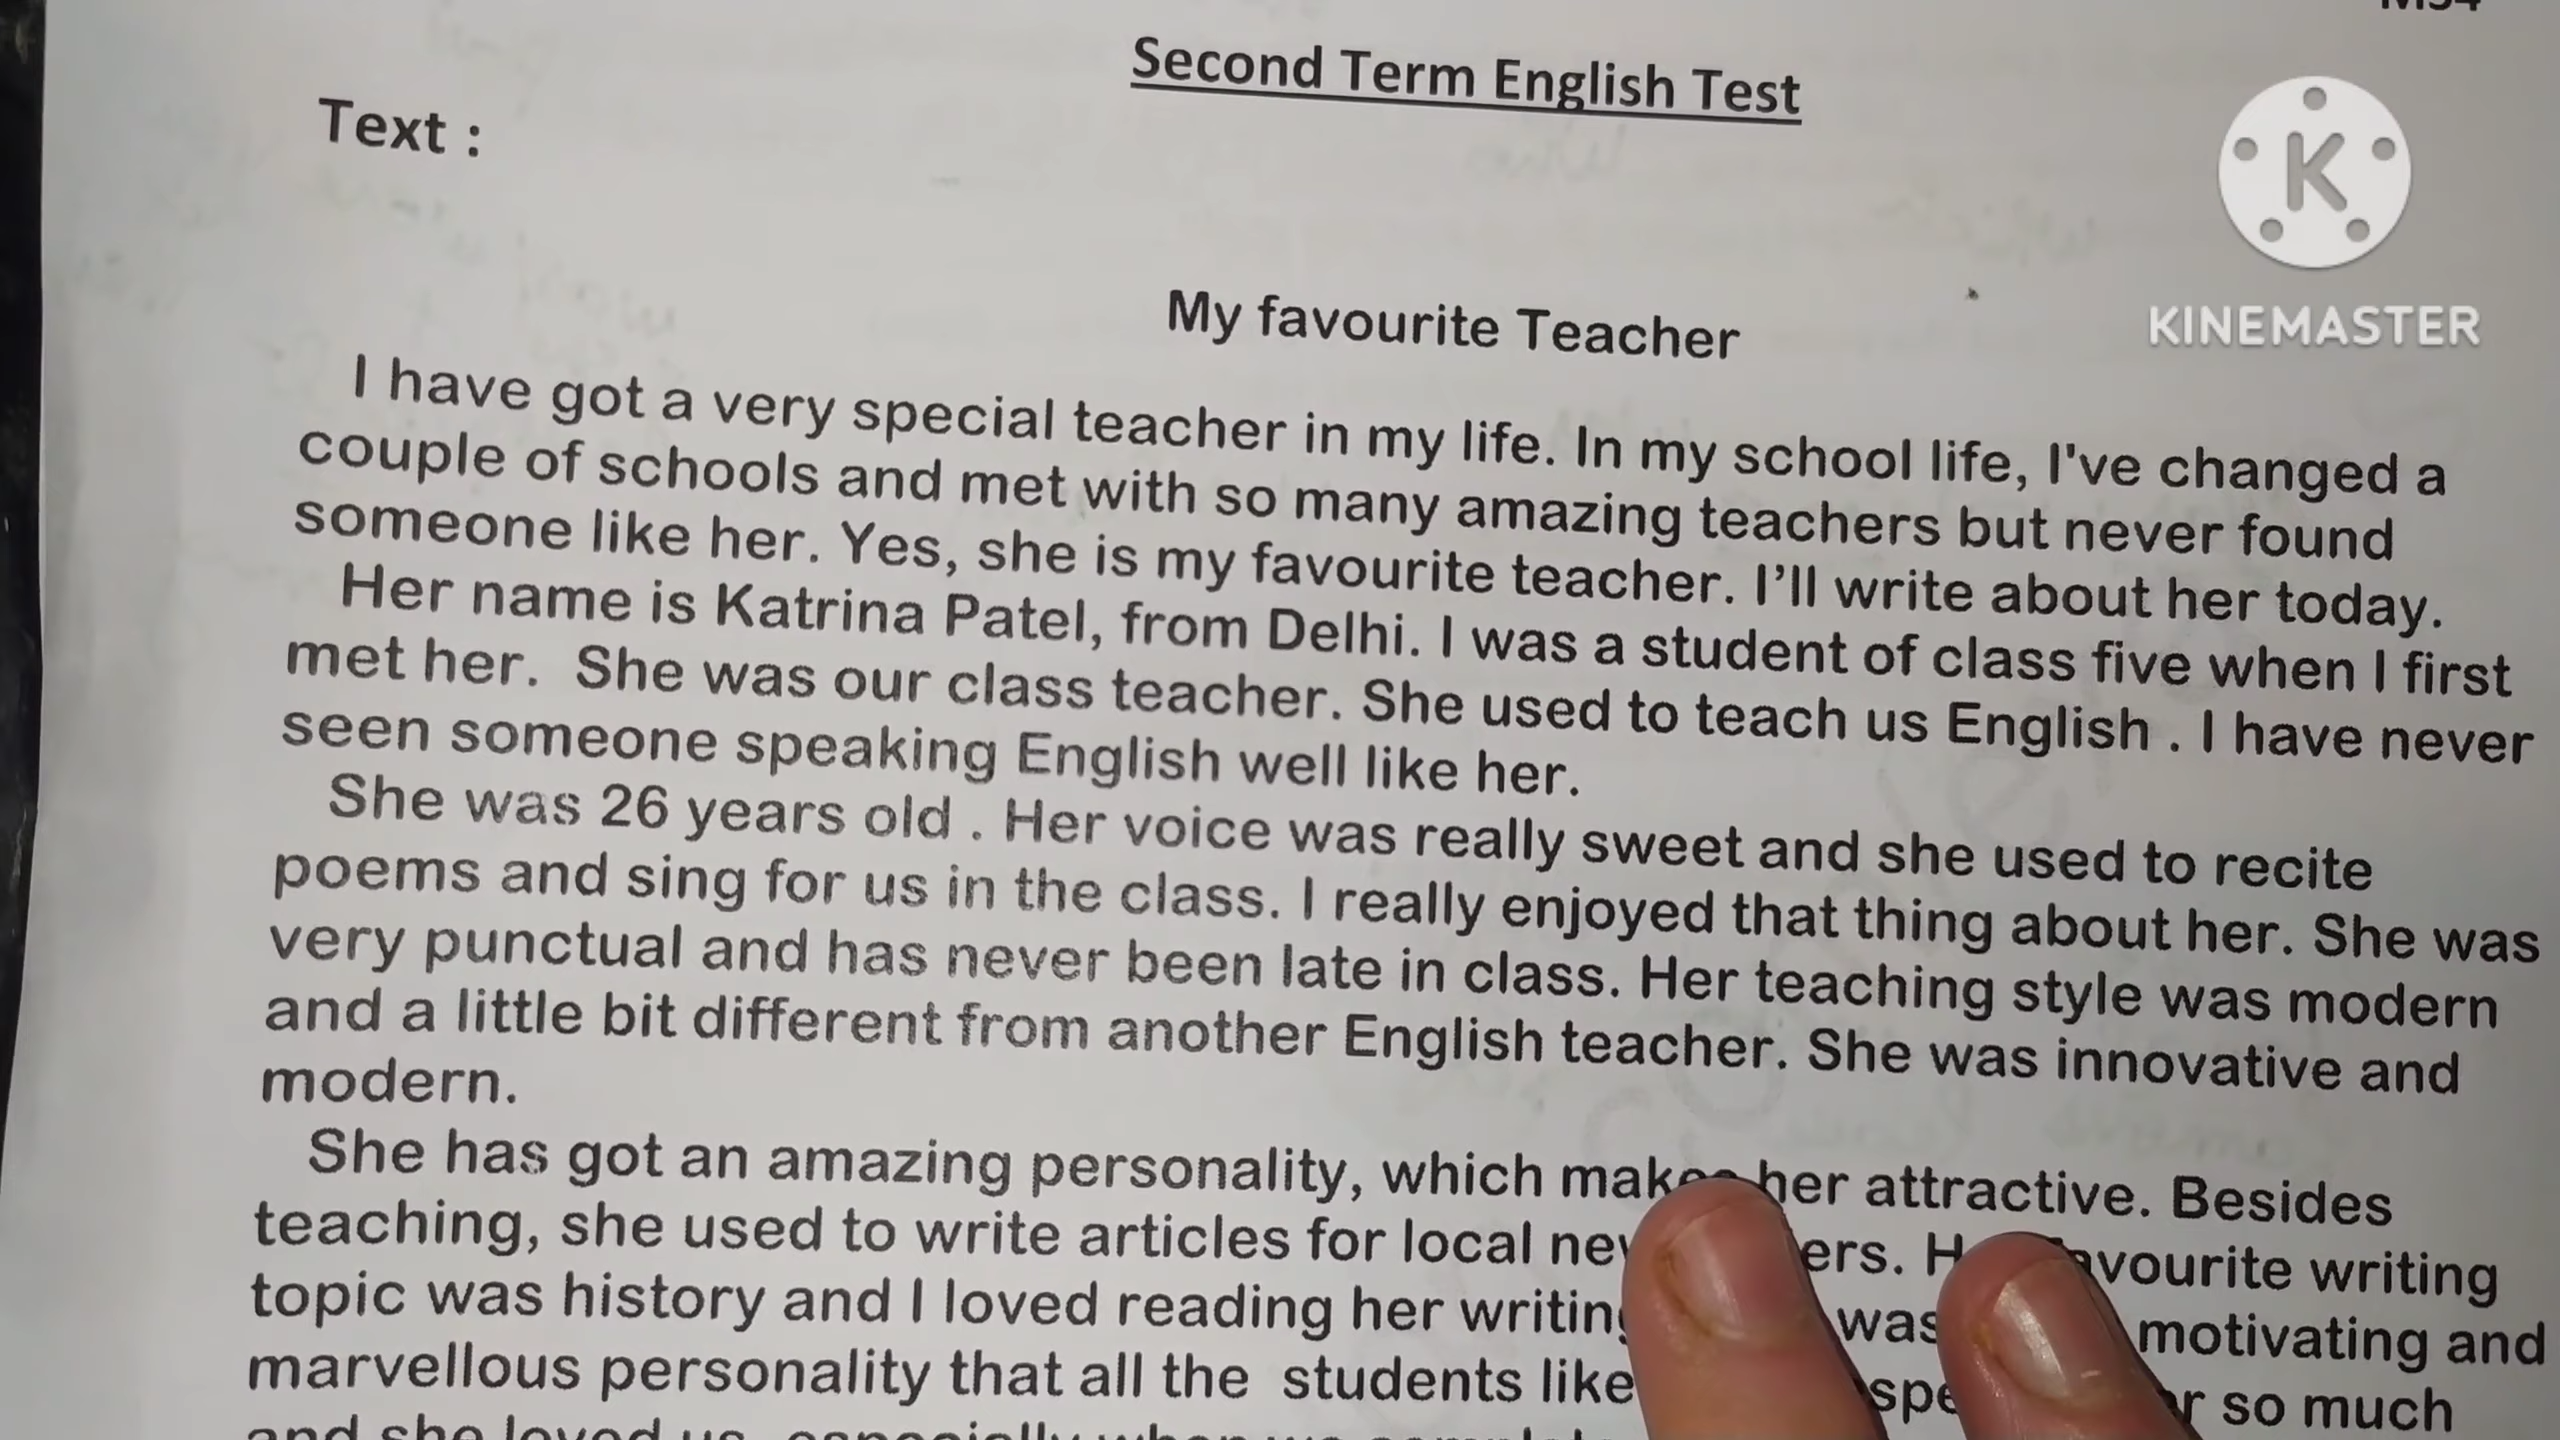 Second Term English Test
Text :
K
KINEMASTER
My favourite Teacher
I have got a very special teacher in my life. In my school life, I've changed a
couple of schools and met with so many amazing teachers but never found
someone like her. Yes, she is my favourite teacher. I’ll write about her today.
Her name is Katrina Patel, from Delhi. I was a student of class five when I first
met her.  She was our class teacher. She used to teach us English . I have never
seen someone speaking English well like her.
She was 26 years old . Her voice was really sweet and she used to recite
poems and sing for us in the class. I really enjoyed that thing about her. She was
very punctual and has never been late in class. Her teaching style was modern
and a little bit different from another English teacher. She was innovative and
modern.
She has got an amazing personality, which makes her attractive. Besides
teaching, she used to write articles for local favourite writing
topic was history and I loved reading her was motivating and
marvellous personality that all the  students so much
and she loved us, especially when we